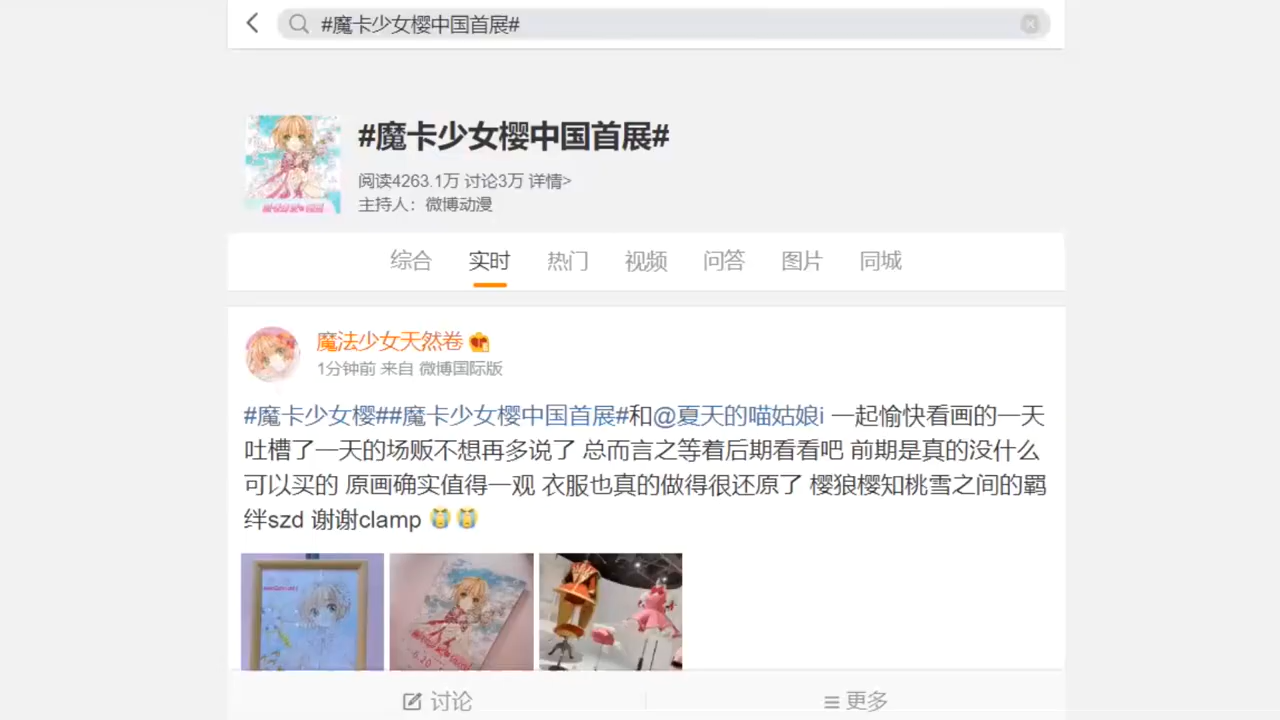 #魔卡少女樱中国首展#
#魔卡少女樱中国首展#
阅读4263.1万 讨论3万 详情>
主持人：微博动漫
综合 实时 热门 视频 问答 图片 同城
魔法少女天然卷
1分钟前 来自 微博国际版
#魔卡少女樱##魔卡少女樱中国首展#和@夏天的喵姑娘i 一起愉快看画的一天
吐槽了一天的场贩不想再多说了 总而言之等着后期看看吧 前期是真的没什么
可以买的 原画确实值得一观 衣服也真的做得很还原了 樱狼樱知桃雪之间的羁
绊szd 谢谢clamp
讨论 更多